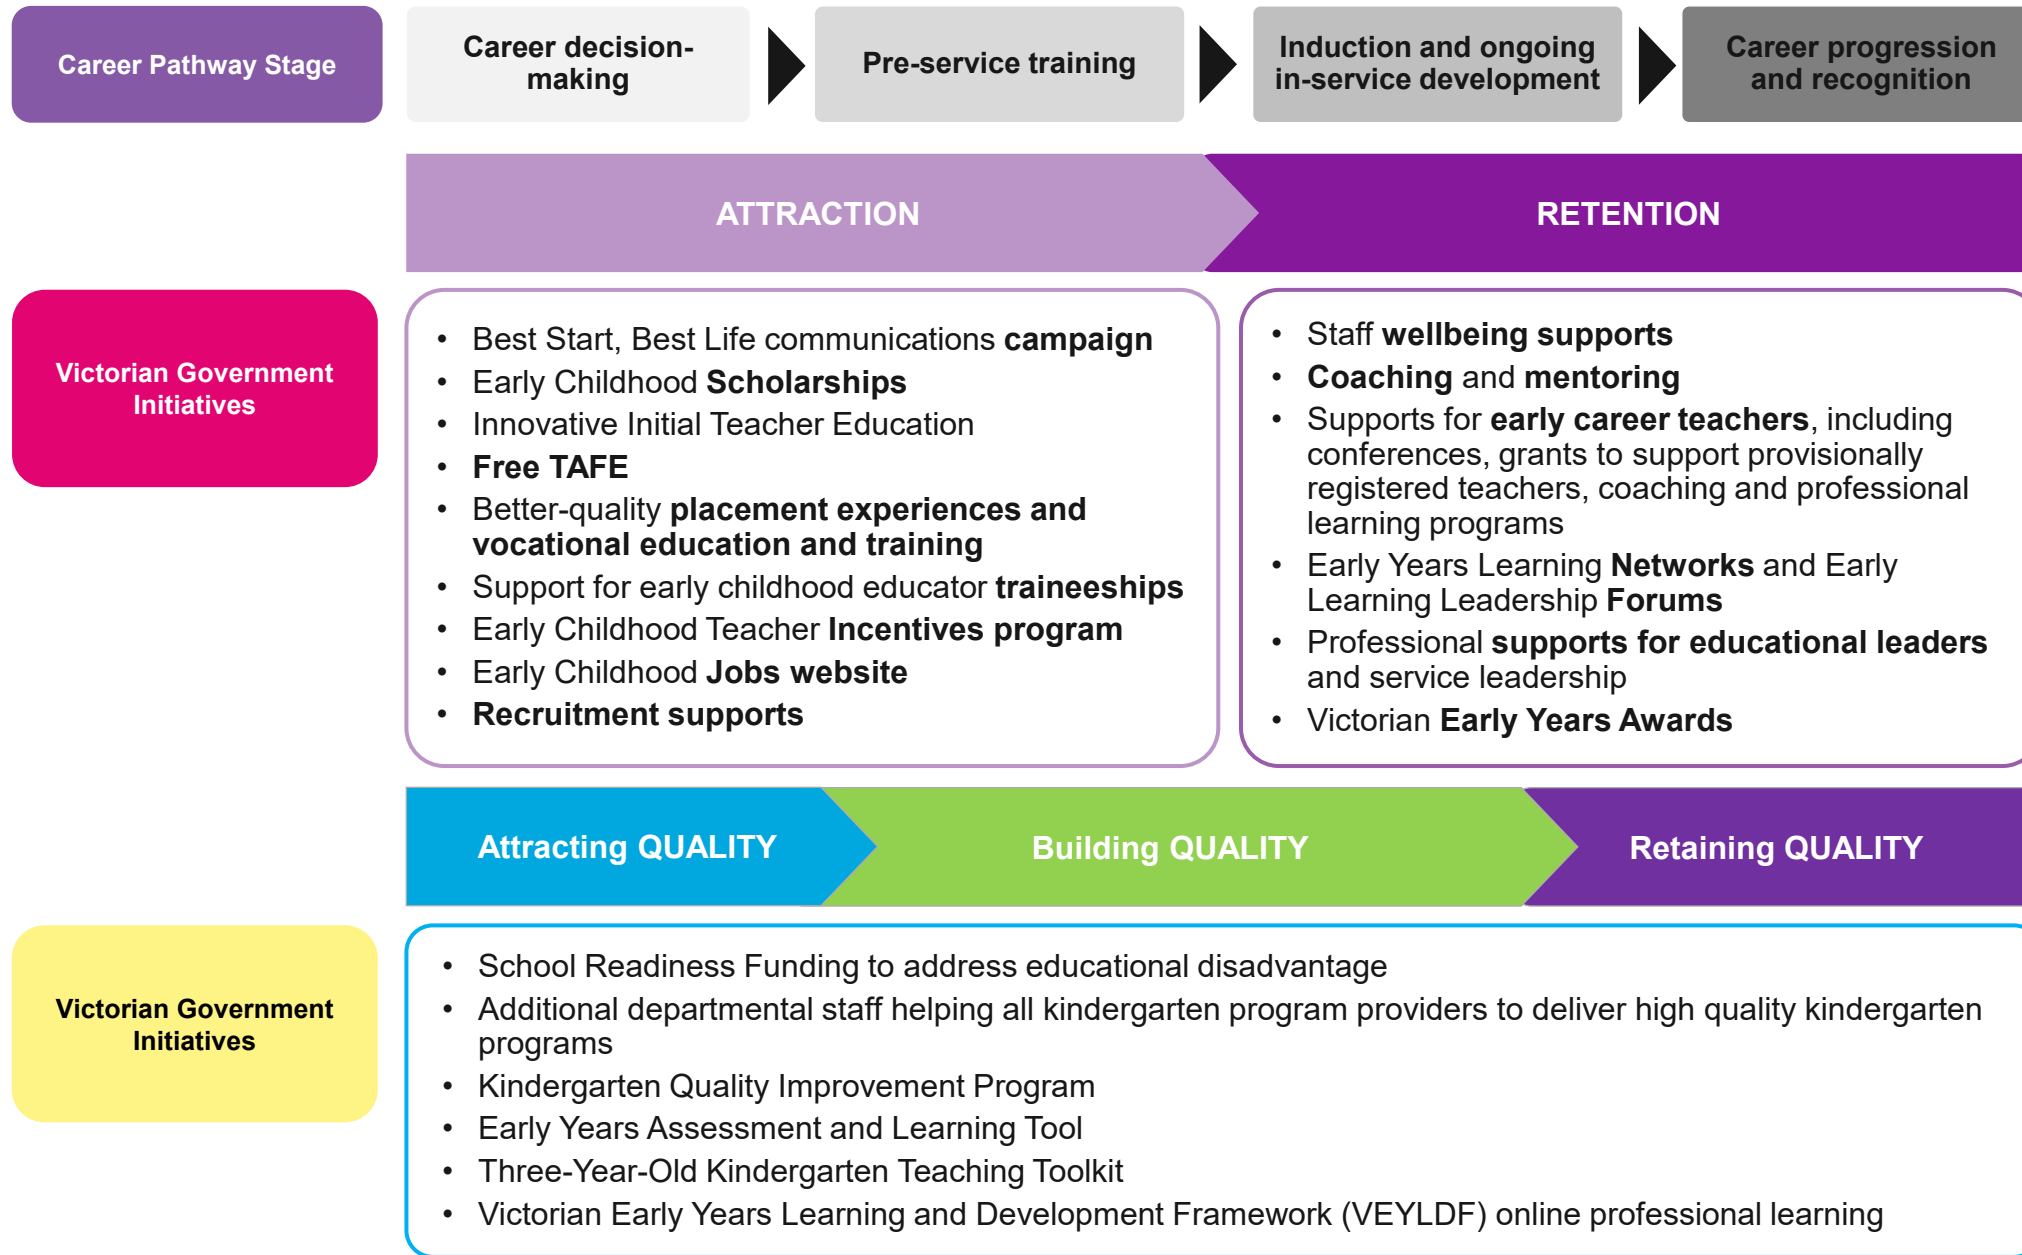 Career Pathway Stage
Career decision-
making
Pre-service training
Induction and ongoing
in-service development
Career progression
and recognition
ATTRACTION
RETENTION
Victorian Government
Initiatives
• Best Start, Best Life communications campaign
• Early Childhood Scholarships
• Innovative Initial Teacher Education
• Free TAFE
• Better-quality placement experiences and
vocational education and training
• Support for early childhood educator traineeships
• Early Childhood Teacher Incentives program
• Early Childhood Jobs website
• Recruitment supports
• Staff wellbeing supports
• Coaching and mentoring
• Supports for early career teachers, including
conferences, grants to support provisionally
registered teachers, coaching and professional
learning programs
• Early Years Learning Networks and Early
Learning Leadership Forums
• Professional supports for educational leaders
and service leadership
• Victorian Early Years Awards
Attracting QUALITY
Building QUALITY
Retaining QUALITY
Victorian Government
Initiatives
• School Readiness Funding to address educational disadvantage
• Additional departmental staff helping all kindergarten program providers to deliver high quality kindergarten
programs
• Kindergarten Quality Improvement Program
• Early Years Assessment and Learning Tool
• Three-Year-Old Kindergarten Teaching Toolkit
• Victorian Early Years Learning and Development Framework (VEYLDF) online professional learning